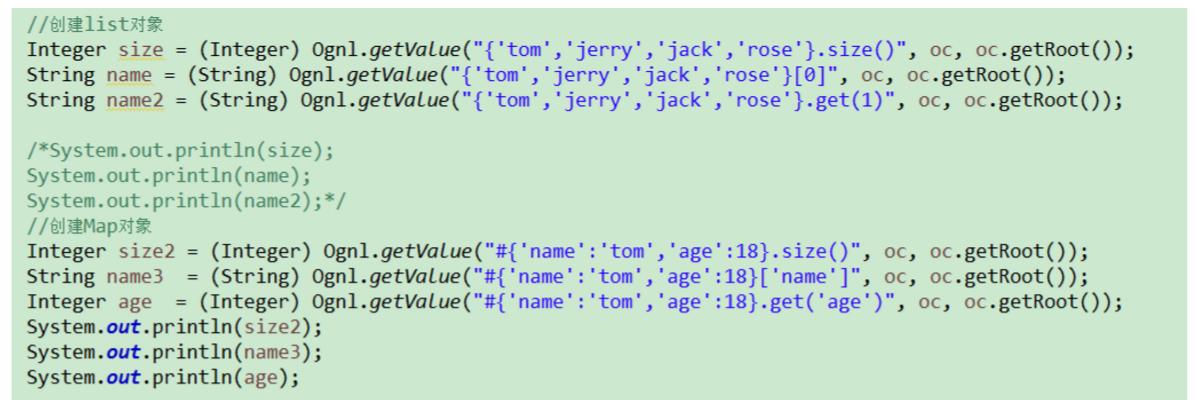 //创建list对象
Integer size = (Integer) Ognl.getValue("{'tom','jerry','jack','rose'}.size()", oc, oc.getRoot());
String name = (String) Ognl.getValue("{'tom','jerry','jack','rose'}[0]", oc, oc.getRoot());
String name2 = (String) Ognl.getValue("{'tom','jerry','jack','rose'}.get(1)", oc, oc.getRoot());
/*System.out.println(size);
System.out.println(name);
System.out.println(name2);*/
//创建Map对象
Integer size2 = (Integer) Ognl.getValue("#{'name':'tom','age':18}.size()", oc, oc.getRoot());
String name3  = (String) Ognl.getValue("#{'name':'tom','age':18}['name']", oc, oc.getRoot());
Integer age  = (Integer) Ognl.getValue("#{'name':'tom','age':18}.get('age')", oc, oc.getRoot());
System.out.println(size2);
System.out.println(name3);
System.out.println(age);